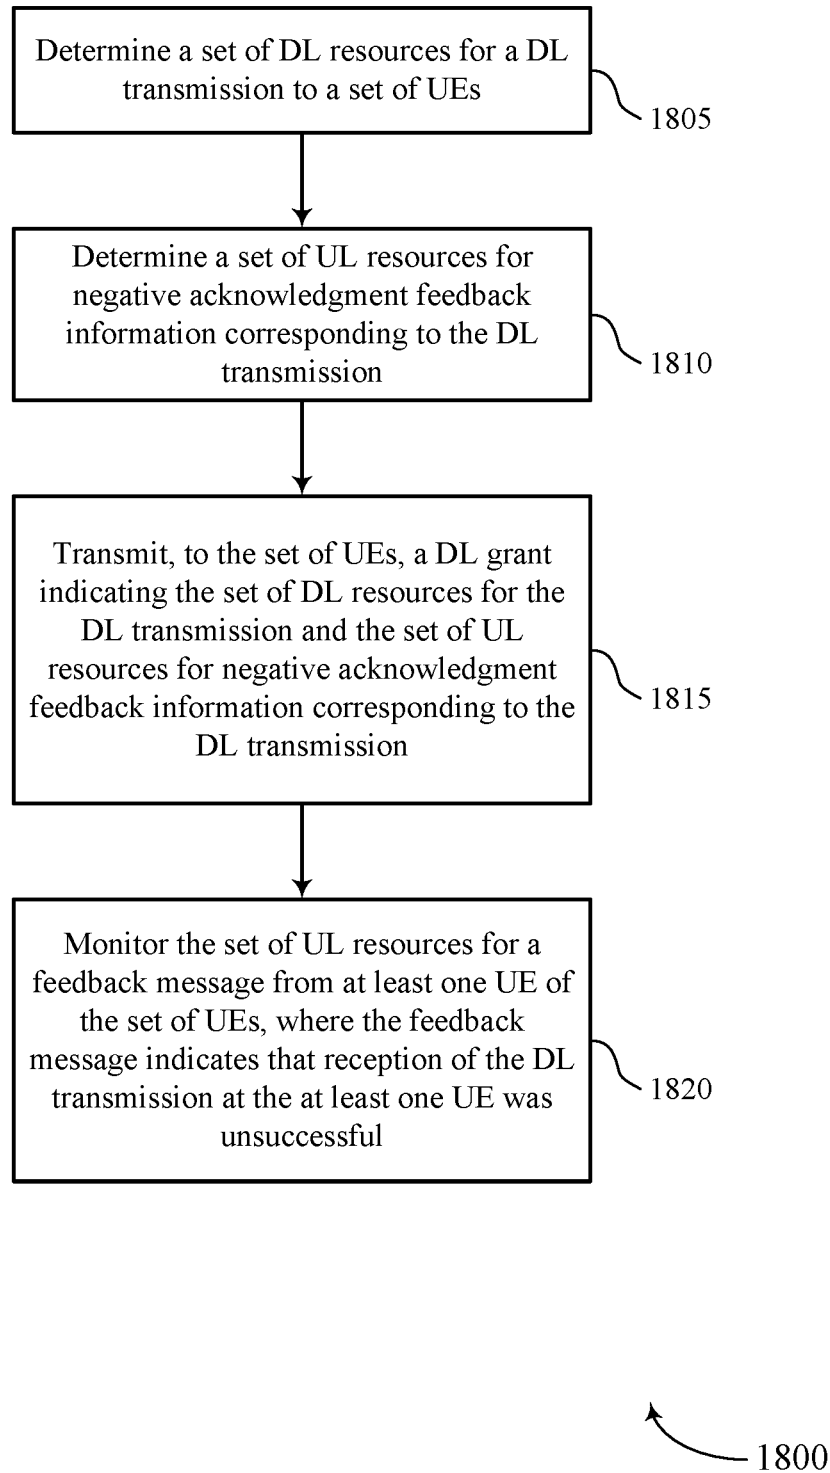 Determine a set of DL resources for a DL
transmission to a set of UEs
1805
Determine a set of UL resources for
negative acknowledgment feedback
information corresponding to the DL
transmission
1810
Transmit, to the set of UEs, a DL grant
indicating the set of DL resources for the
DL transmission and the set of UL
resources for negative acknowledgment
feedback information corresponding to the
DL transmission
1815
Monitor the set of UL resources for a
feedback message from at least one UE of
the set of UEs, where the feedback
message indicates that reception of the DL
transmission at the at least one UE was
unsuccessful
1820
1800